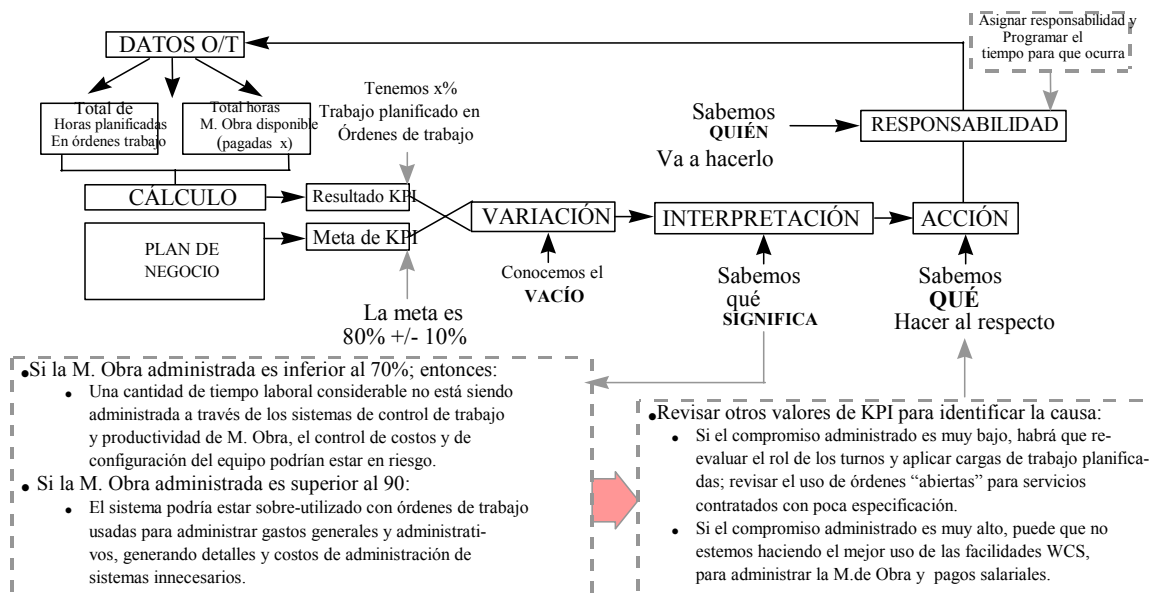 Asignar responsabilidad y
Programar el
tiempo para que ocurra
DATOS O/T
Total de
Horas planificadas
En órdenes trabajo
Total horas
M. Obra disponible
(pagadas x)
Tenemos x%
Trabajo planificado en
Órdenes de trabajo
Sabemos
QUIÉN
Va a hacerlo
RESPONSABILIDAD
CÁLCULO
Resultado KPI
PLAN DE
NEGOCIO
Meta de KPI
VARIACIÓN
INTERPRETACIÓN
ACCIÓN
Conocemos el
VACÍO
Sabemos
qué
SIGNIFICA
Sabemos
QUÉ
Hacer al respecto
La meta es
80% +/- 10%
•Si la M. Obra administrada es inferior al 70%; entonces:
• Una cantidad de tiempo laboral considerable no está siendo
administrada a través de los sistemas de control de trabajo
y productividad de M. Obra, el control de costos y de
configuración del equipo podrían estar en riesgo.
• Si la M. Obra administrada es superior al 90:
• El sistema podría estar sobre-utilizado con órdenes de trabajo
usadas para administrar gastos generales y administrati-
vos, generando detalles y costos de administración de
sistemas innecesarios.
•Revisar otros valores de KPI para identificar la causa:
• Si el compromiso administrado es muy bajo, habrá que re-
evaluar el rol de los turnos y aplicar cargas de trabajo planifica-
das; revisar el uso de órdenes “abiertas” para servicios
contratados con poca especificación.
• Si el compromiso administrado es muy alto, puede que no
estemos haciendo el mejor uso de las facilidades WCS,
para administrar la M.de Obra y pagos salariales.